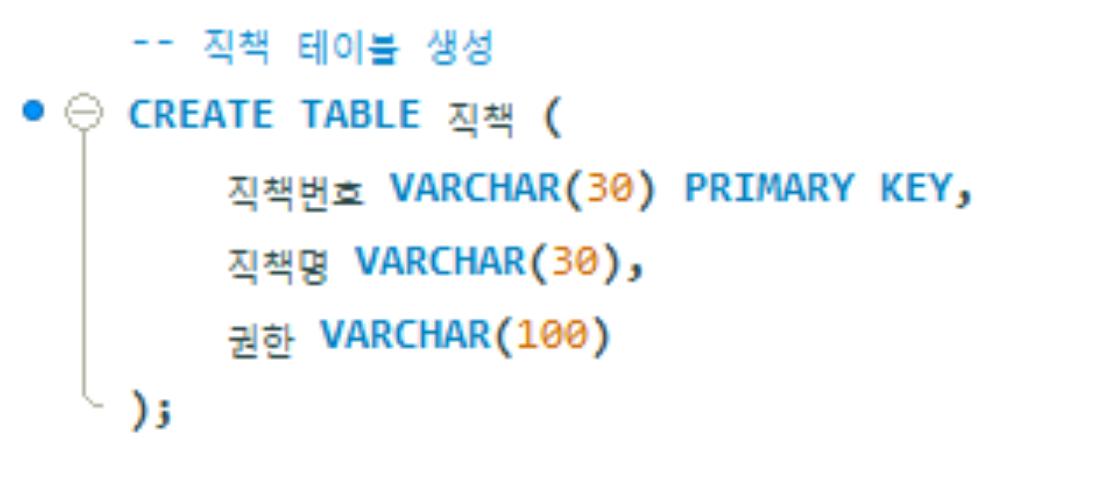 -- 직책 테이블 생성
CREATE TABLE 직책 (
직책번호 VARCHAR(30) PRIMARY KEY,
직책명 VARCHAR(30),
권한 VARCHAR(100)
);